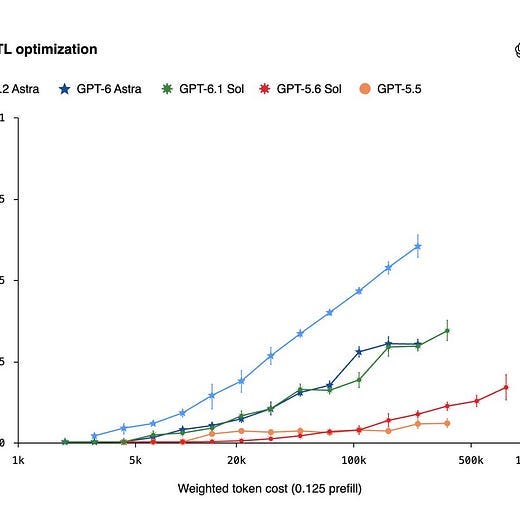 TL optimization
.2 Astra GPT-6 Astra GPT-6.1 Sol GPT-5.6 Sol GPT-5.5
1
5
5
5
0
1k 5k 20k 100k 500k 1
Weighted token cost (0.125 prefill)